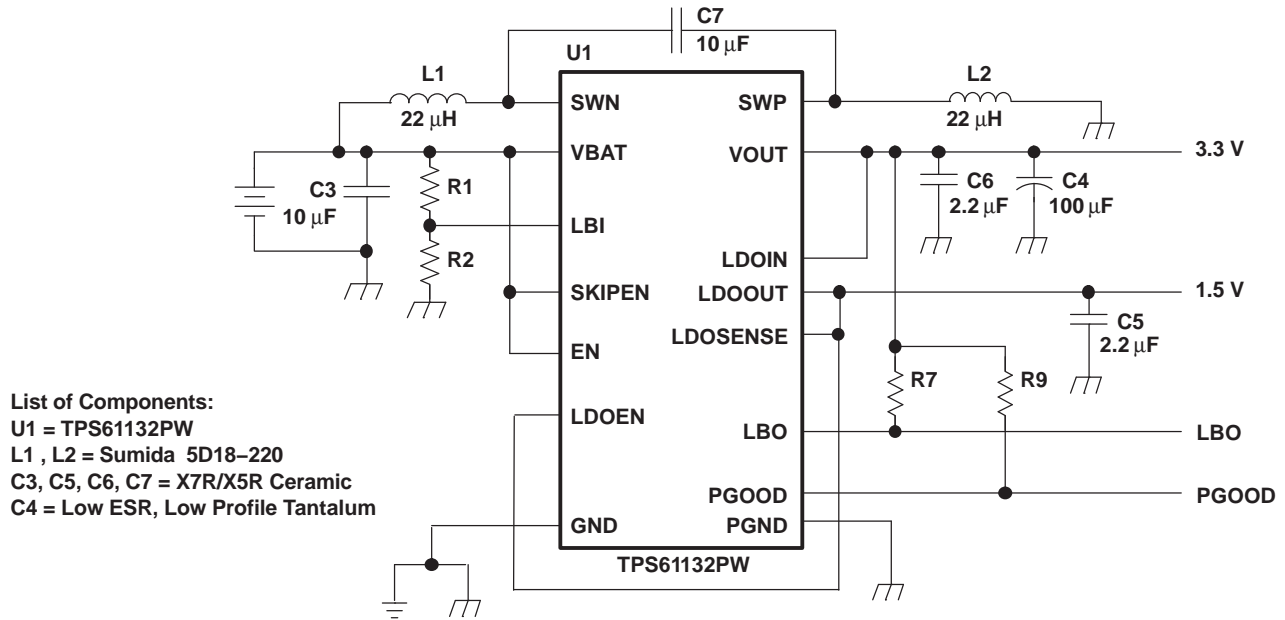 C7
10 µF
U1
L1
22 µH
L2
22 µH
SWN
SWP
VBAT
VOUT
3.3 V
C3
10 µF
R1
C6
2.2 µF
C4
100 µF
LBI
R2
LDOIN
SKIPEN
LDOOUT
1.5 V
LDOSENSE
C5
2.2 µF
EN
R7
R9
LDOEN
LBO
LBO
List of Components:
U1 = TPS61132PW
L1 , L2 = Sumida 5D18–220
C3, C5, C6, C7 = X7R/X5R Ceramic
C4 = Low ESR, Low Profile Tantalum
PGOOD
PGOOD
GND
PGND
TPS61132PW